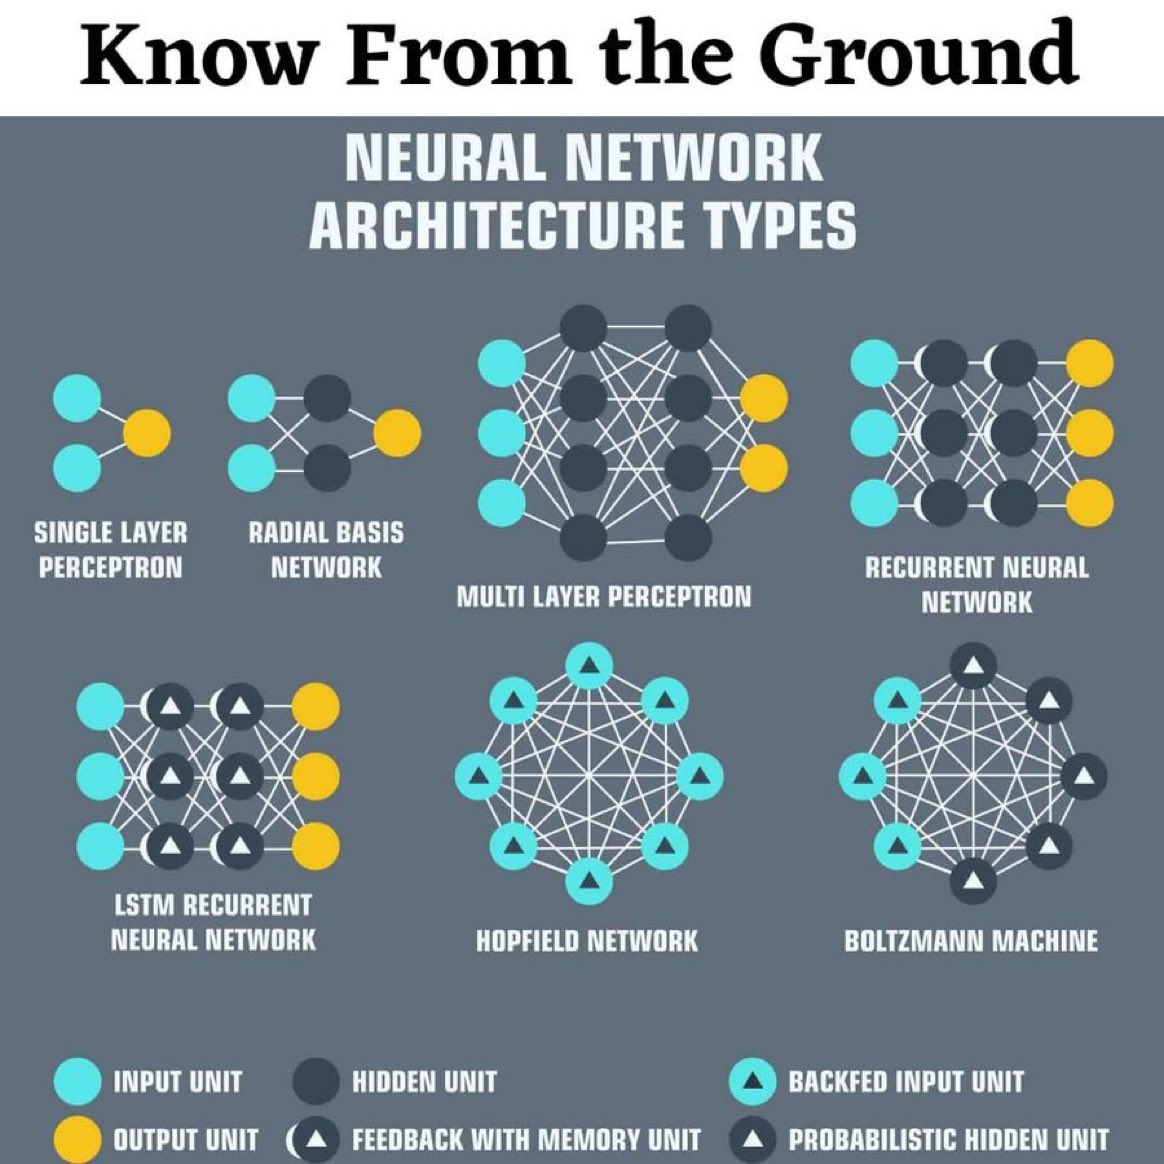 Know From the Ground
NEURAL NETWORK
ARCHITECTURE TYPES
SINGLE LAYER
PERCEPTRON
RADIAL BASIS
NETWORK
MULTI LAYER PERCEPTRON
RECURRENT NEURAL
NETWORK
LSTM RECURRENT
NEURAL NETWORK
HOPFIELD NETWORK
BOLTZMANN MACHINE
INPUT UNIT
HIDDEN UNIT
BACKFED INPUT UNIT
OUTPUT UNIT
FEEDBACK WITH MEMORY UNIT
PROBABILISTIC HIDDEN UNIT